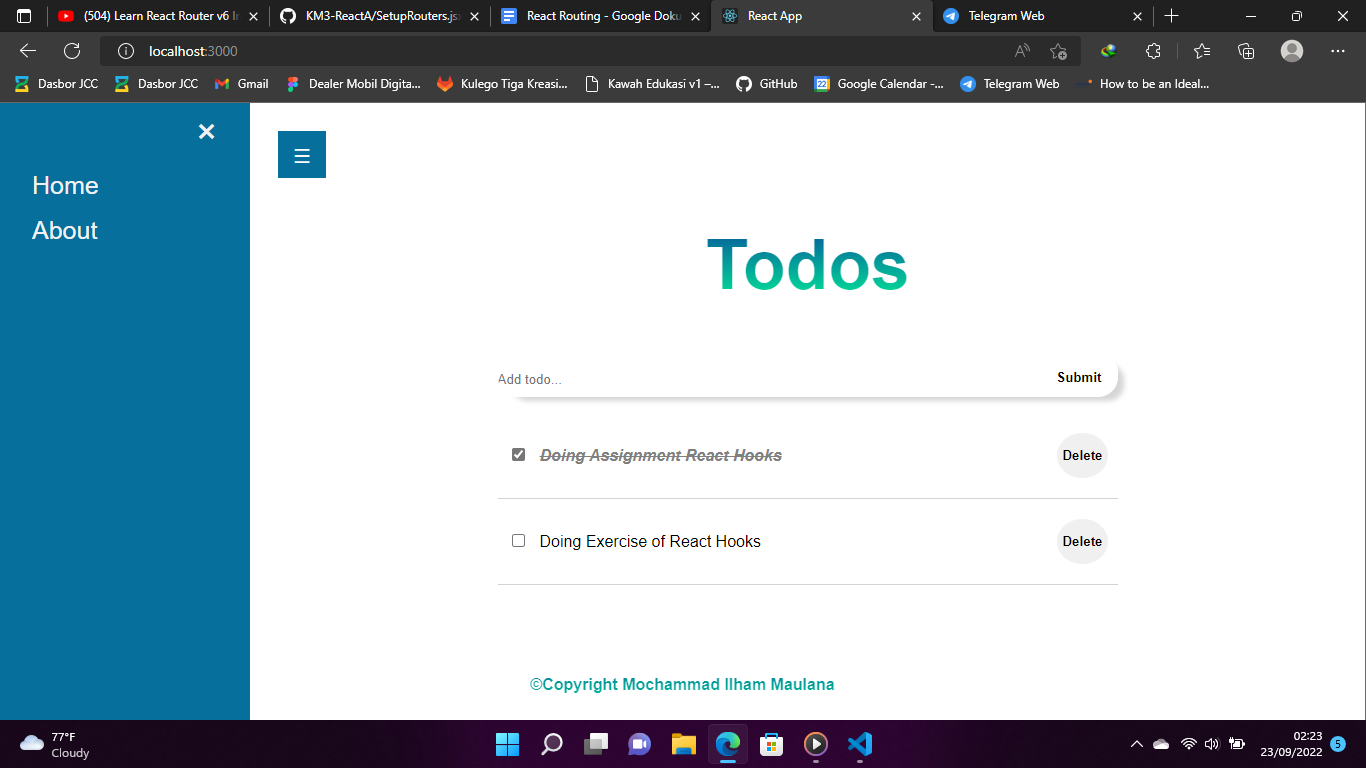 (504) Learn React Router v6 In
KM3-ReactA/SetupRouters.jsx
React Routing - Google Doku
React App
Telegram Web
localhost:3000
Dasbor JCC
Dasbor JCC
Gmail
Dealer Mobil Digita...
Kulego Tiga Kreasi...
Kawah Edukasi v1 –...
GitHub
Google Calendar -...
Telegram Web
How to be an Ideal...
Home
About
Todos
Add todo...
Submit
Doing Assignment React Hooks
Delete
Doing Exercise of React Hooks
Delete
©Copyright Mochammad Ilham Maulana
77°F
Cloudy
02:23
23/09/2022
5